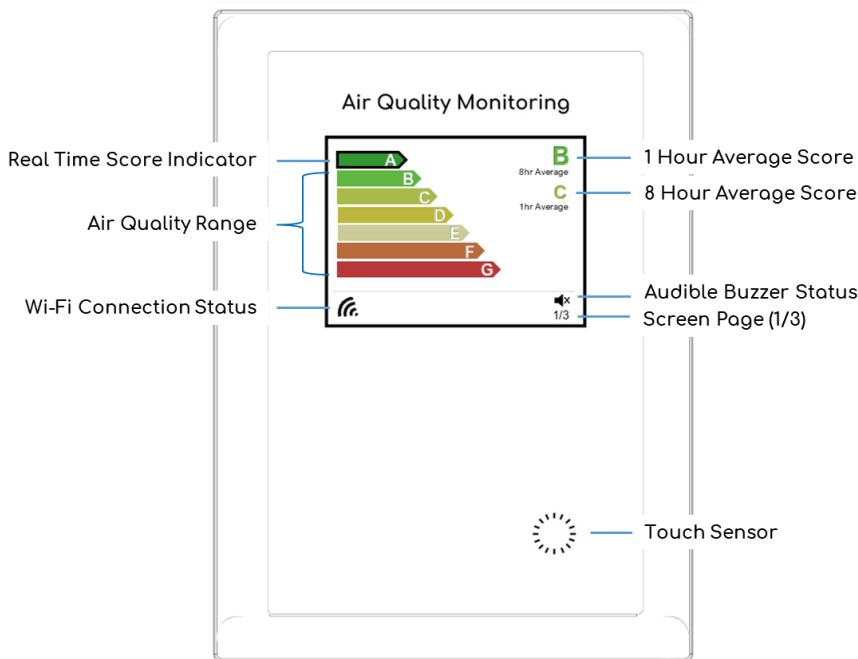 Air Quality Monitoring
Real Time Score Indicator
Air Quality Range
Wi-Fi Connection Status
A
B
C
D
E
F
G
B
8hr Average
C
1hr Average
1/3
1 Hour Average Score
8 Hour Average Score
Audible Buzzer Status
Screen Page (1/3)
Touch Sensor